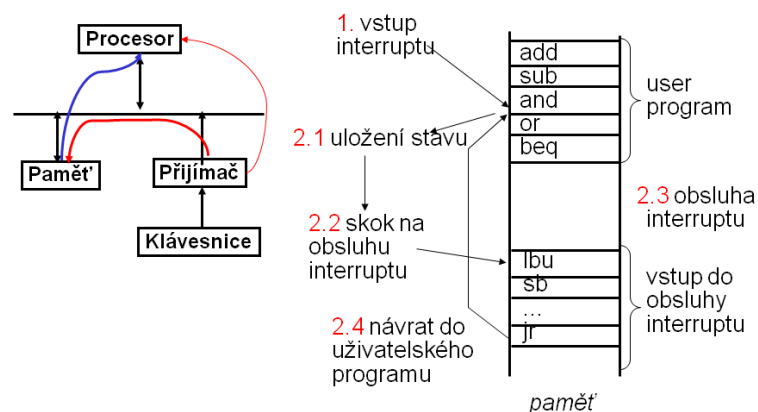 Procesor
Paměť
Přijímač
Klávesnice
1. vstup
interruptu
2.1 uložení stavu
2.2 skok na
obsluhu
interruptu
2.4 návrat do
uživatelského
programu
add
sub
and
or
beq
lbu
sb
...
jr
paměť
user
program
2.3 obsluha
interruptu
vstup do
obsluhy
interruptu